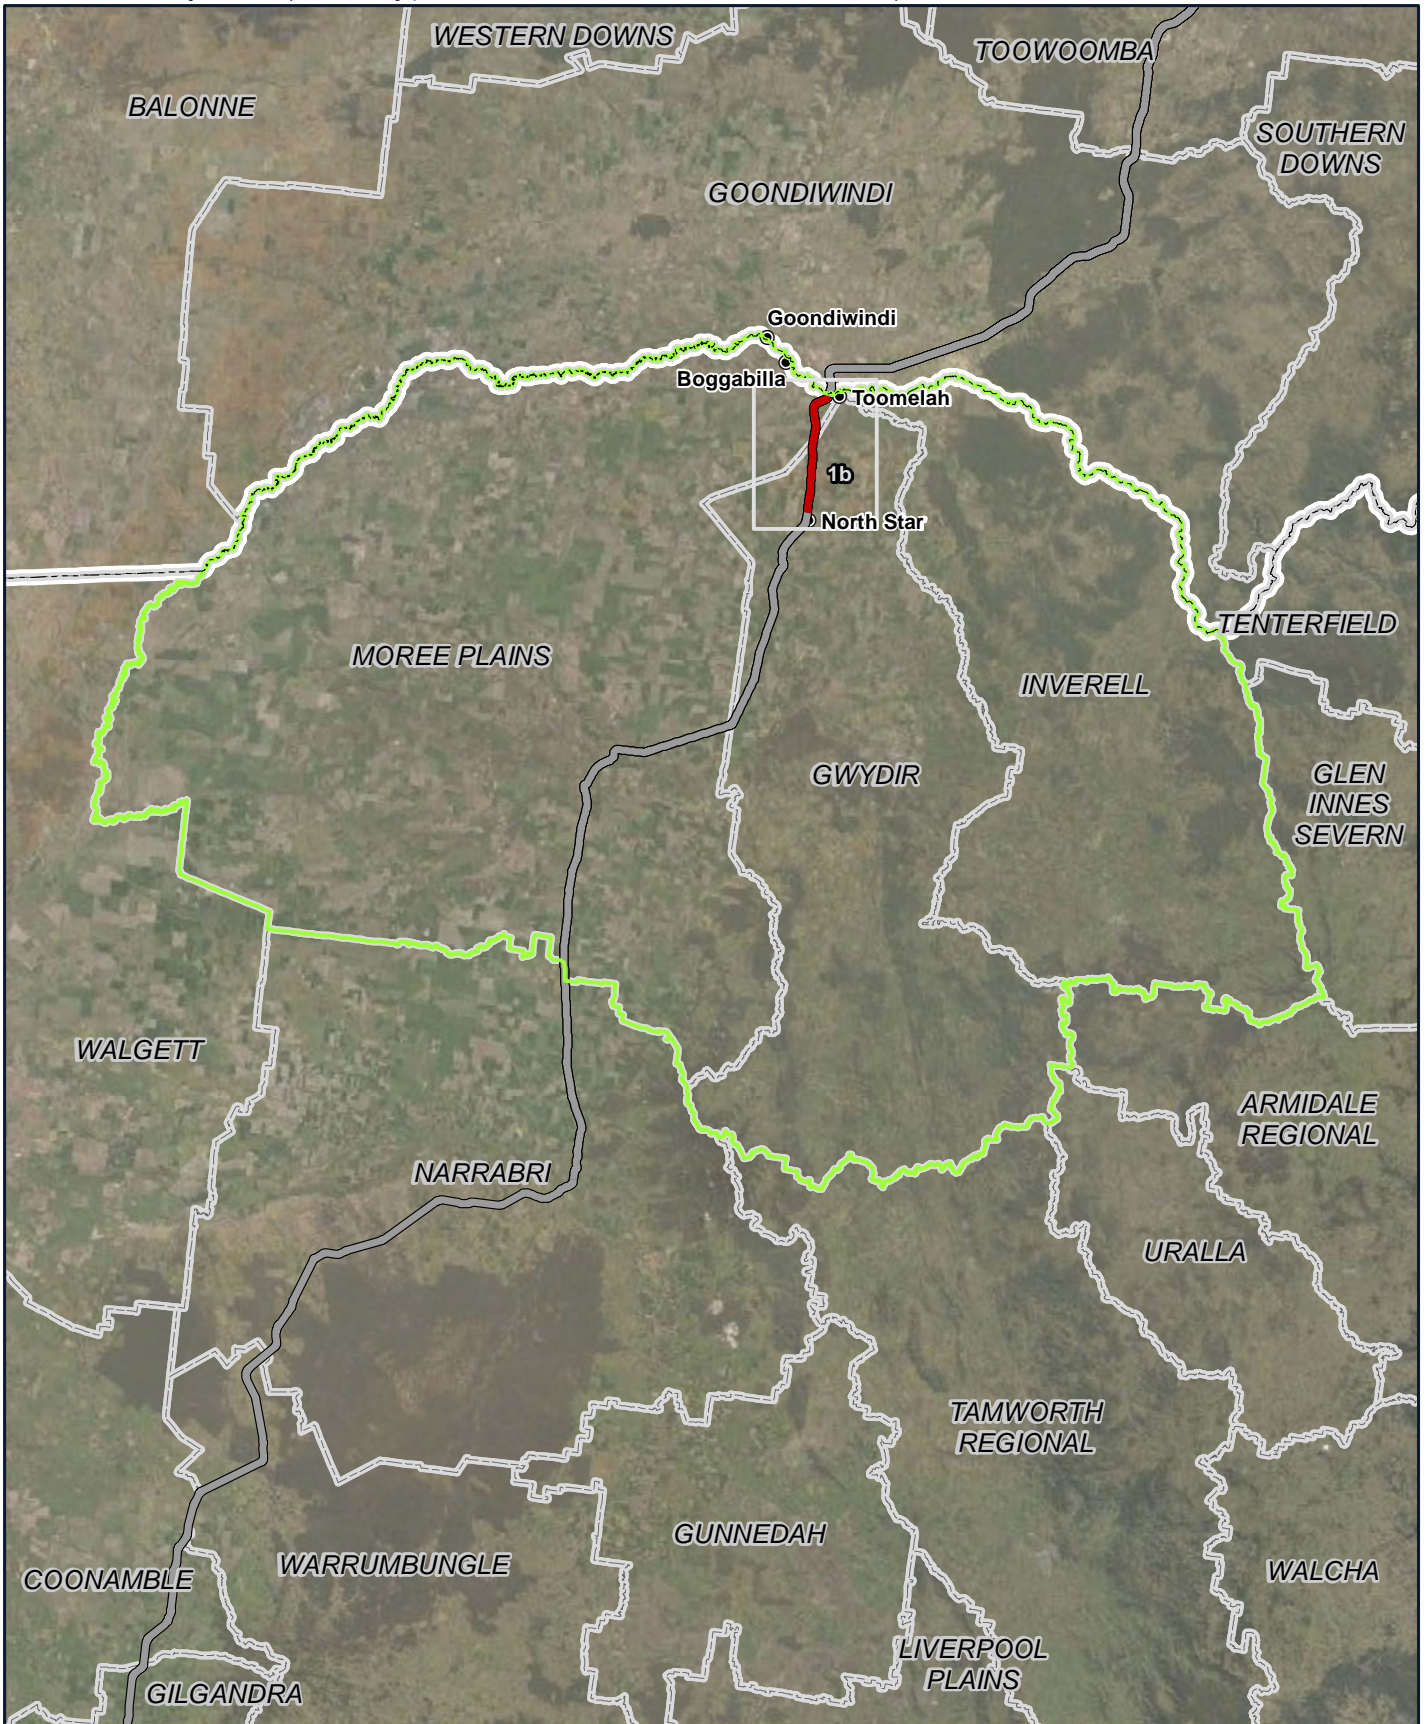 WESTERN DOWNS
TOOWOOMBA
BALONNE
SOUTHERN
DOWNS
GOONDIWINDI
Goondiwindi
Boggabilla
Toomelah
1b
North Star
TENTERFIELD
MOREE PLAINS
INVERELL
GWYDIR
GLEN
INNES
SEVERN
WALGETT
ARMIDALE
REGIONAL
NARRABRI
URALLA
TAMWORTH
REGIONAL
GUNNEDAH
WARRUMBUNGLE
WALCHA
COONAMBLE
LIVERPOOL
PLAINS
GILGANDRA